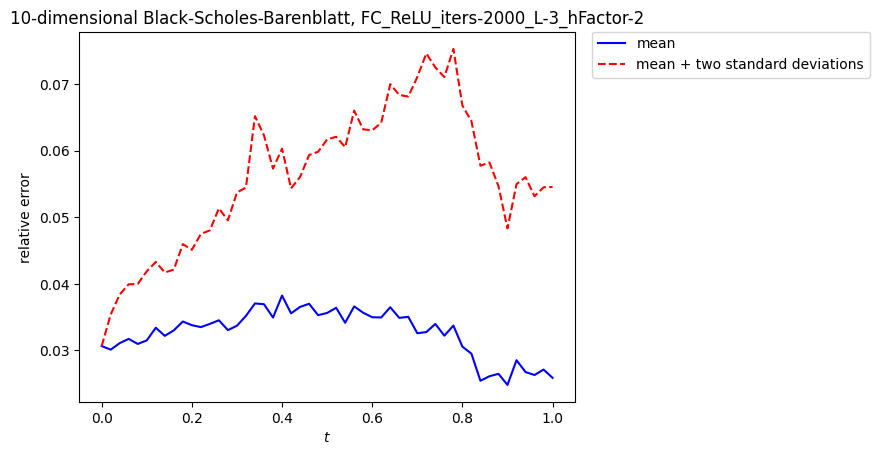 10-dimensional Black-Scholes-Barenblatt, FC_ReLU_iters-2000_L-3_hFactor-2
mean
mean + two standard deviations
0.07
0.06
0.05
0.04
0.03
relative error
0.0
0.2
0.4
0.6
0.8
1.0
t